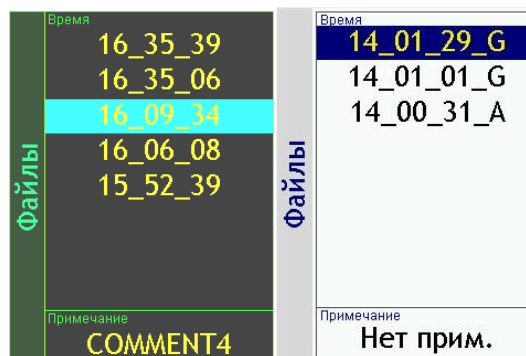 Файлы
Время
16_35_39
16_35_06
16_09_34
16_06_08
15_52_39
Примечание
COMMENT4
Файлы
Время
14_01_29_G
14_01_01_G
14_00_31_A
Примечание
Нет прим.